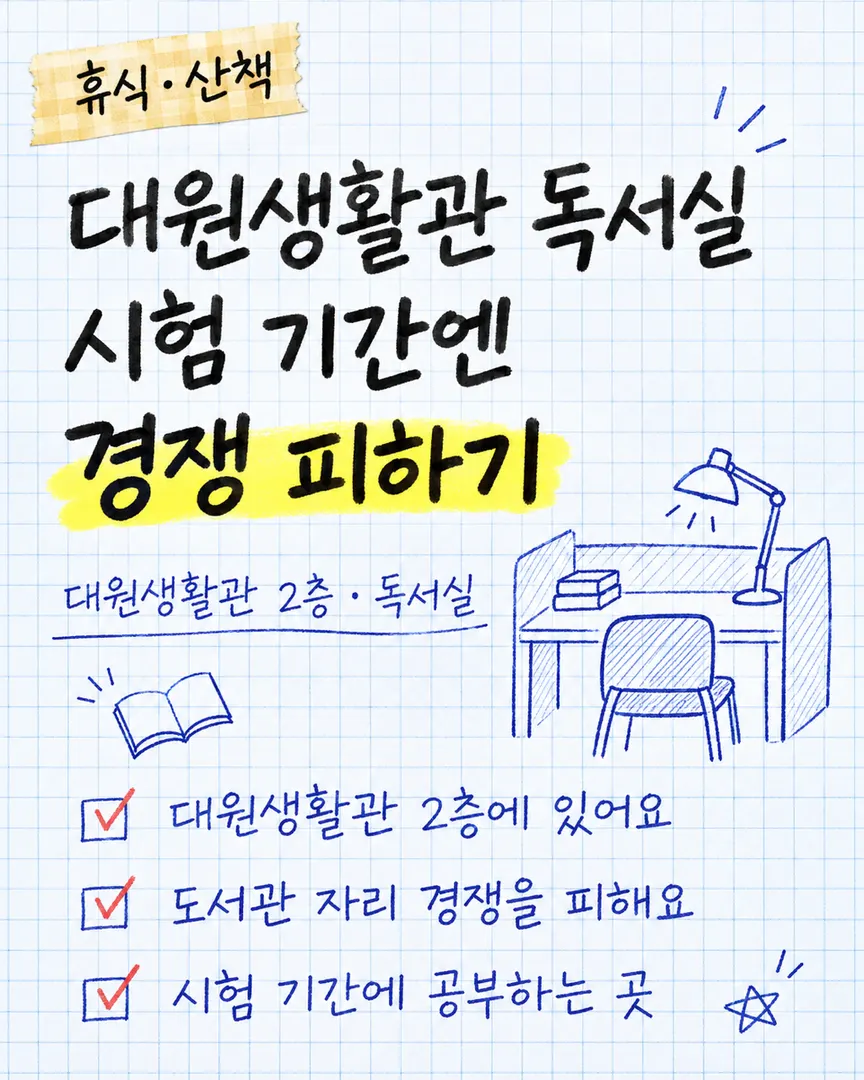 휴식·산책
대원생활관 독서실
시험 기간엔
경쟁 피하기
대원생활관 2층·독서실
대원생활관 2층에 있어요
도서관 자리 경쟁을 피해요
시험 기간에 공부하는 곳